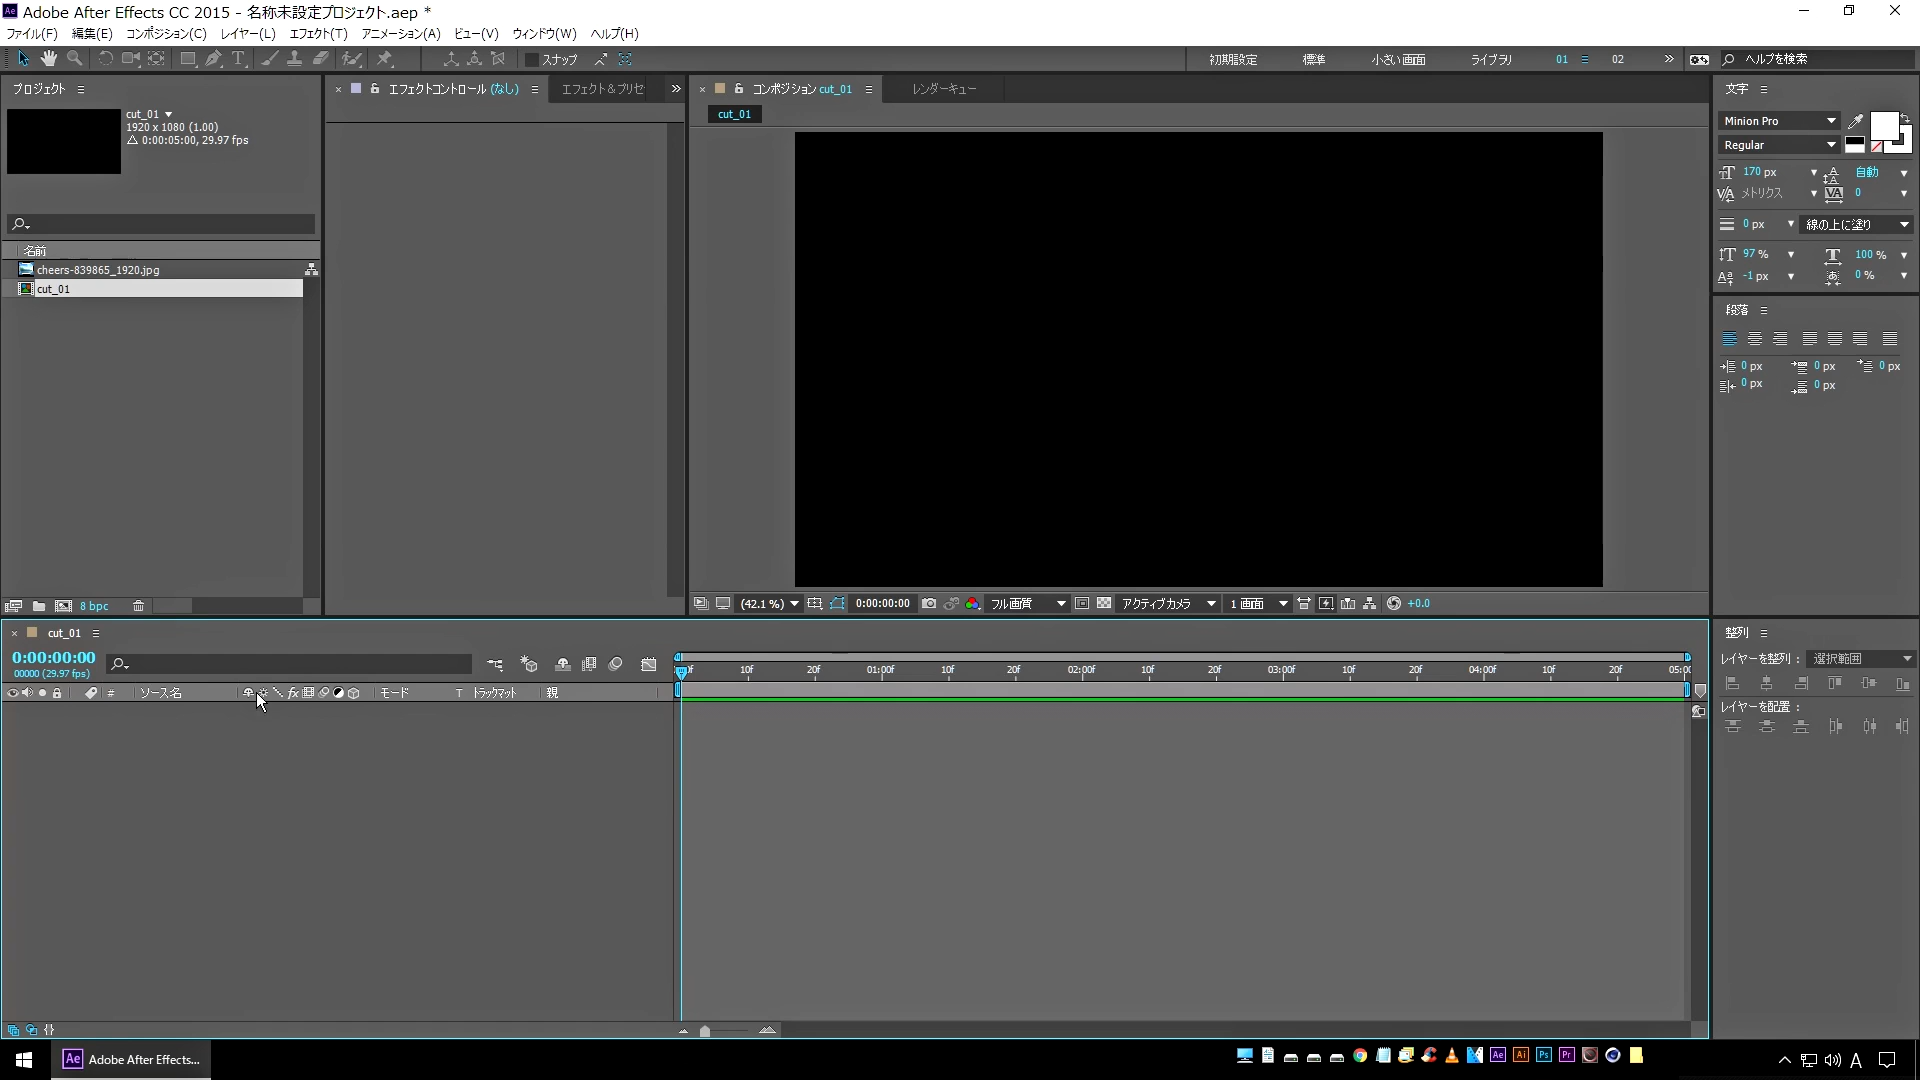 Adobe After Effects CC 2015 - 名称未設定プロジェクト.aep *
ファイル(F) 編集(E) コンポジション(C) レイヤー(L) エフェクト(T) アニメーション(A) ビュー(V) ウィンドウ(W) ヘルプ(H)
スナップ
初期設定 標準 小さい画面 ライブラリ 01 02 ヘルプを検索
プロジェクト
cut_01
1920 x 1080 (1.00)
Δ 0:00:05:00, 29.97 fps
名前
cheers-839865_1920.jpg
cut_01
8 bpc
エフェクトコントロール (なし) エフェクト＆プリセ
コンポジション cut_01 レンダーキュー
cut_01
(42.1 %) 0:00:00:00 フル画質 アクティブカメラ 1 画面 +0.0
文字
Minion Pro
Regular
170 px 自動
メトリクス 0
0 px 線の上に塗り
97 % 100 %
-1 px 0 %
段落
0 px 0 px 0 px
0 px 0 px
cut_01
0:00:00:00
00000 (29.97 fps)
# ソース名 fx モード T トラックマット 親
0f 10f 20f 01:00f 10f 20f 02:00f 10f 20f 03:00f 10f 20f 04:00f 10f 20f 05:00
整列
レイヤーを整列： 選択範囲
レイヤーを配置：
Ae Adobe After Effects...
Ae Ai Ps Pr A